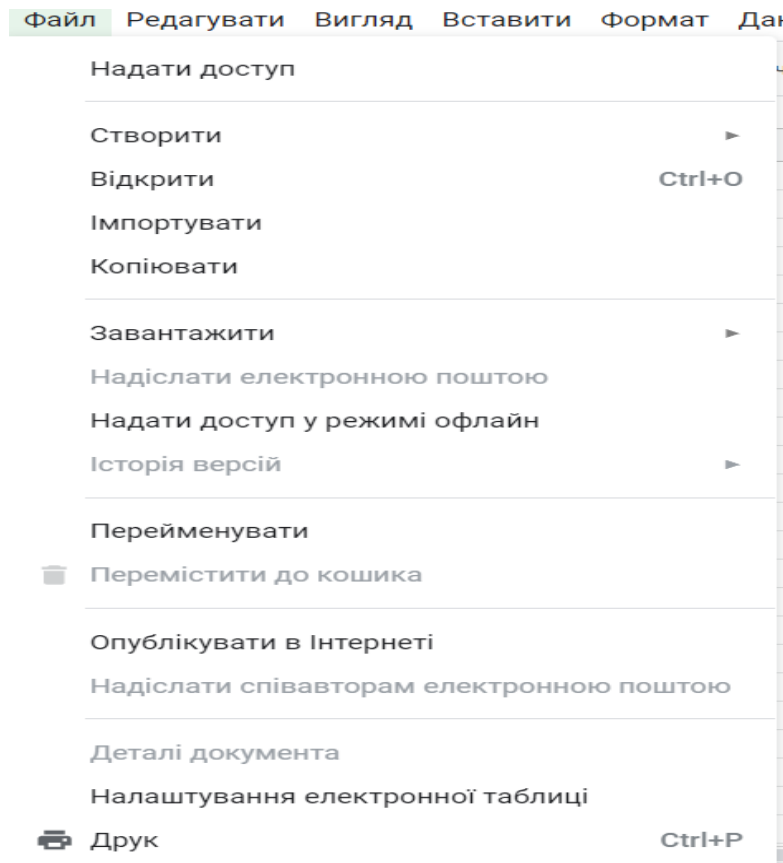 Файл Редагувати Вигляд Вставити Формат
Надати доступ
Створити
Відкрити Ctrl+O
Імпортувати
Копіювати
Завантажити
Надіслати електронною поштою
Надати доступ у режимі офлайн
Історія версій
Перейменувати
Перемістити до кошика
Опублікувати в Інтернеті
Надіслати співавторам електронною поштою
Деталі документа
Налаштування електронної таблиці
Друк Ctrl+P